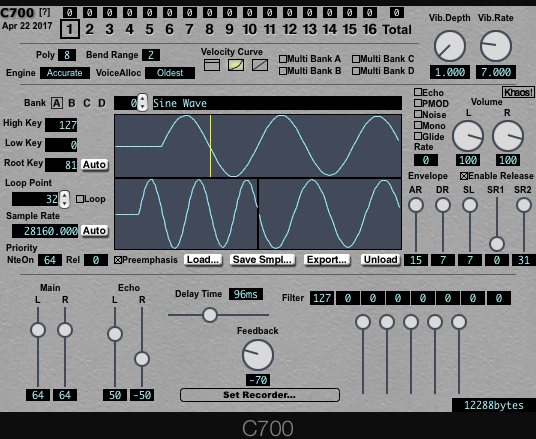 C700 [?] 0 0 0 0 0 0 0 0 0 0 0 0 0 0 0 0 0
Apr 22 2017 1 2 3 4 5 6 7 8 9 10 11 12 13 14 15 16 Total
Vib.Depth Vib.Rate
1.000 7.000
Poly 8 Bend Range 2
Engine Accurate VoiceAlloc Oldest
Velocity Curve
Multi Bank A Multi Bank C
Multi Bank B Multi Bank D
Bank A B C D 0 Sine Wave
High Key 127
Low Key 0
Root Key 81 Auto
Loop Point
32 Loop
Sample Rate
28160.000 Auto
Priority
NteOn 64 Rel 0 Preemphasis Load... Save Smpl... Export... Unload
Echo Khaos!
PMOD
Noise
Mono
Glide
Rate
0
Volume
L R
100 100
Envelope Enable Release
AR DR SL SR1 SR2
15 7 7 0 31
Main
L R
64 64
Echo
L R
50 -50
Delay Time 96ms
Feedback
-70
Set Recorder...
Filter 127 0 0 0 0 0 0 0
12288bytes
C700